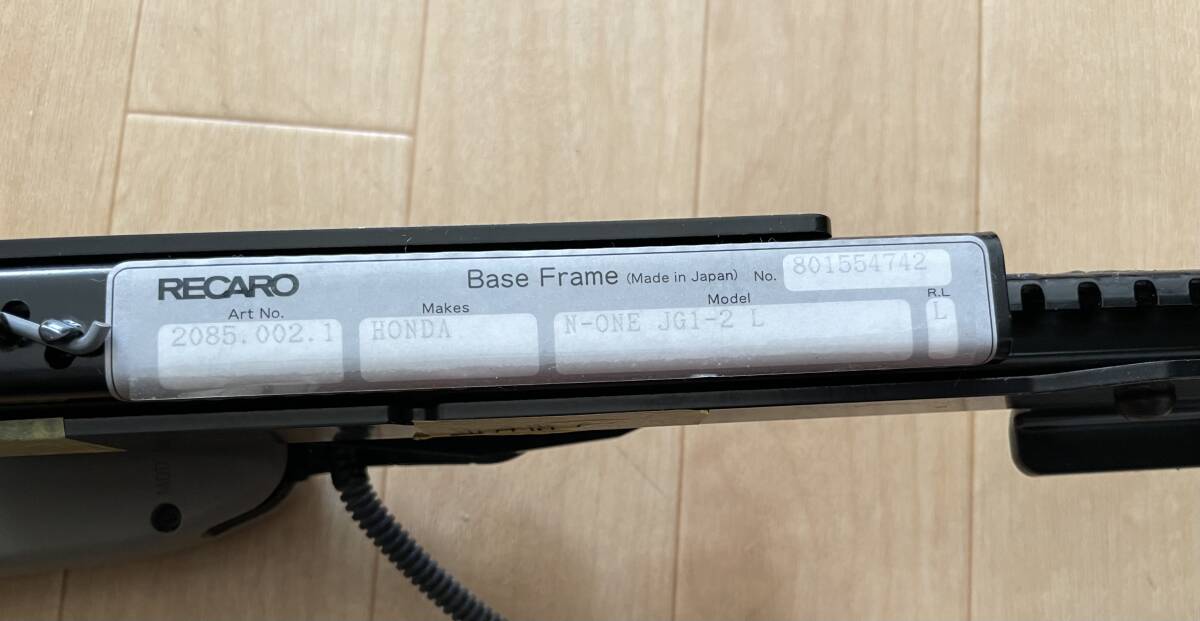 RECARO Base Frame (Made in Japan) No. 801554742
Art No. Makes Model R.L
2085.002.1 HONDA N-ONE JG1-2 L L